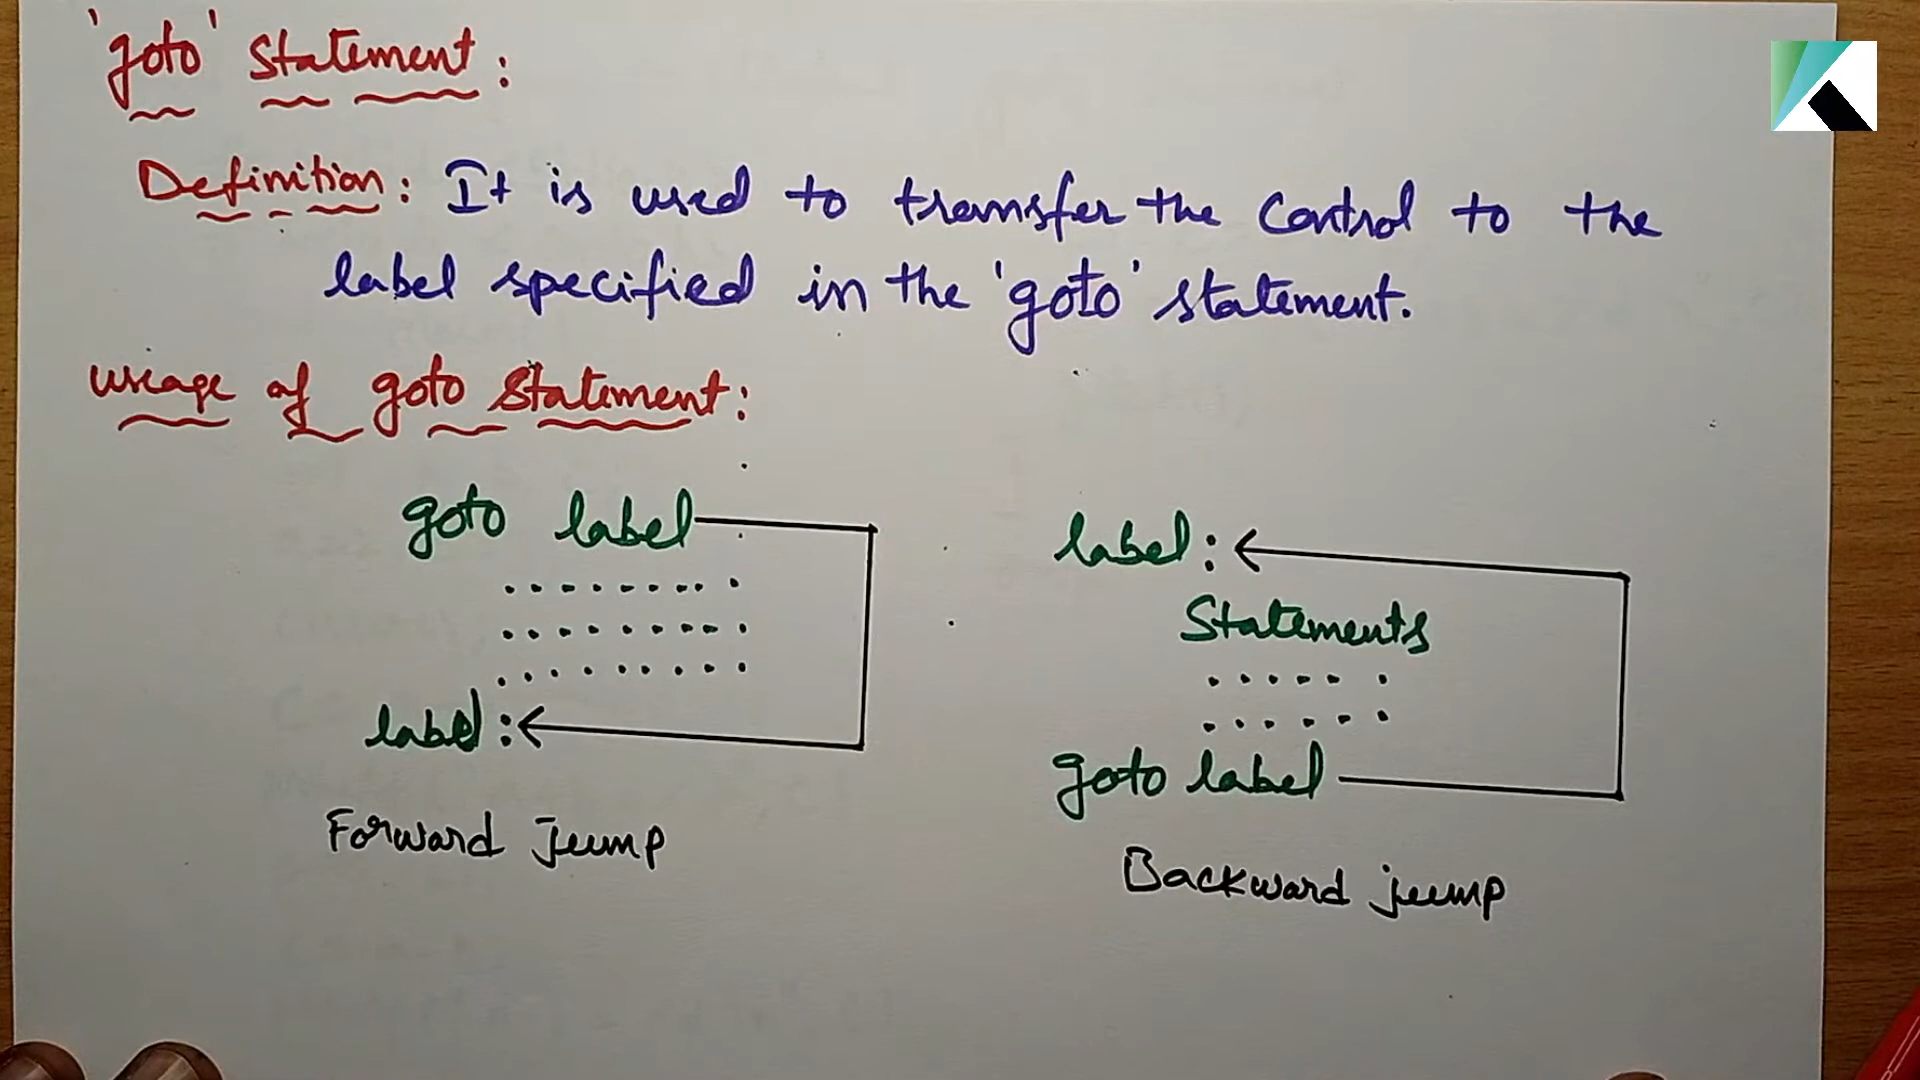 'goto' Statement:
Definition: It is used to transfer the control to the
label specified in the 'goto' statement.
usage of goto statement:
goto label
label:
Forward Jump
label:
Statements
goto label
Backward jump